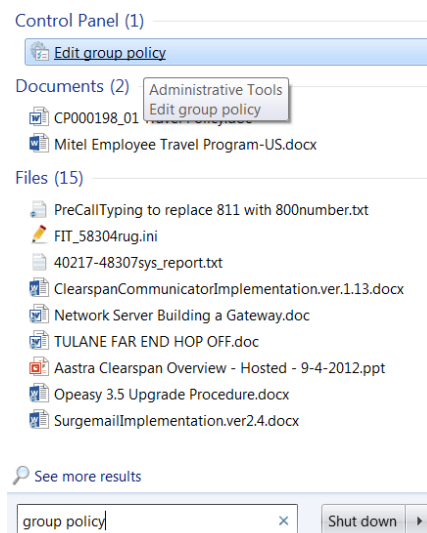 Control Panel (1)
Edit group policy
Documents (2)
Administrative Tools
Edit group policy
CP000198_01
Mitel Employee Travel Program-US.docx
Files (15)
PreCallTyping to replace 811 with 800number.txt
FIT_58304rug.ini
40217-48307sys_report.txt
ClearspanCommunicatorImplementation.ver.1.13.docx
Network Server Building a Gateway.doc
TULANE FAR END HOP OFF.doc
Aastra Clearspan Overview - Hosted - 9-4-2012.ppt
Opeasy 3.5 Upgrade Procedure.docx
SurgemailImplementation.ver2.4.docx
See more results
group policy
Shut down